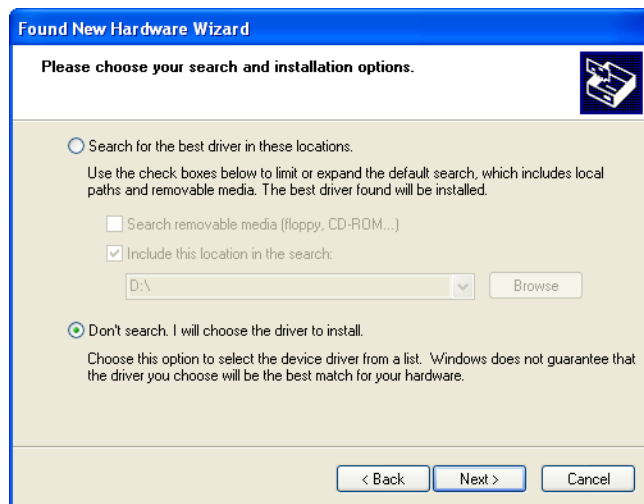 Found New Hardware Wizard
Please choose your search and installation options.
Search for the best driver in these locations.
Use the check boxes below to limit or expand the default search, which includes local
paths and removable media. The best driver found will be installed.
Search removable media (floppy, CD-ROM...)
Include this location in the search:
D:\
Browse
Don't search. I will choose the driver to install.
Choose this option to select the device driver from a list.  Windows does not guarantee that
the driver you choose will be the best match for your hardware.
< Back
Next >
Cancel